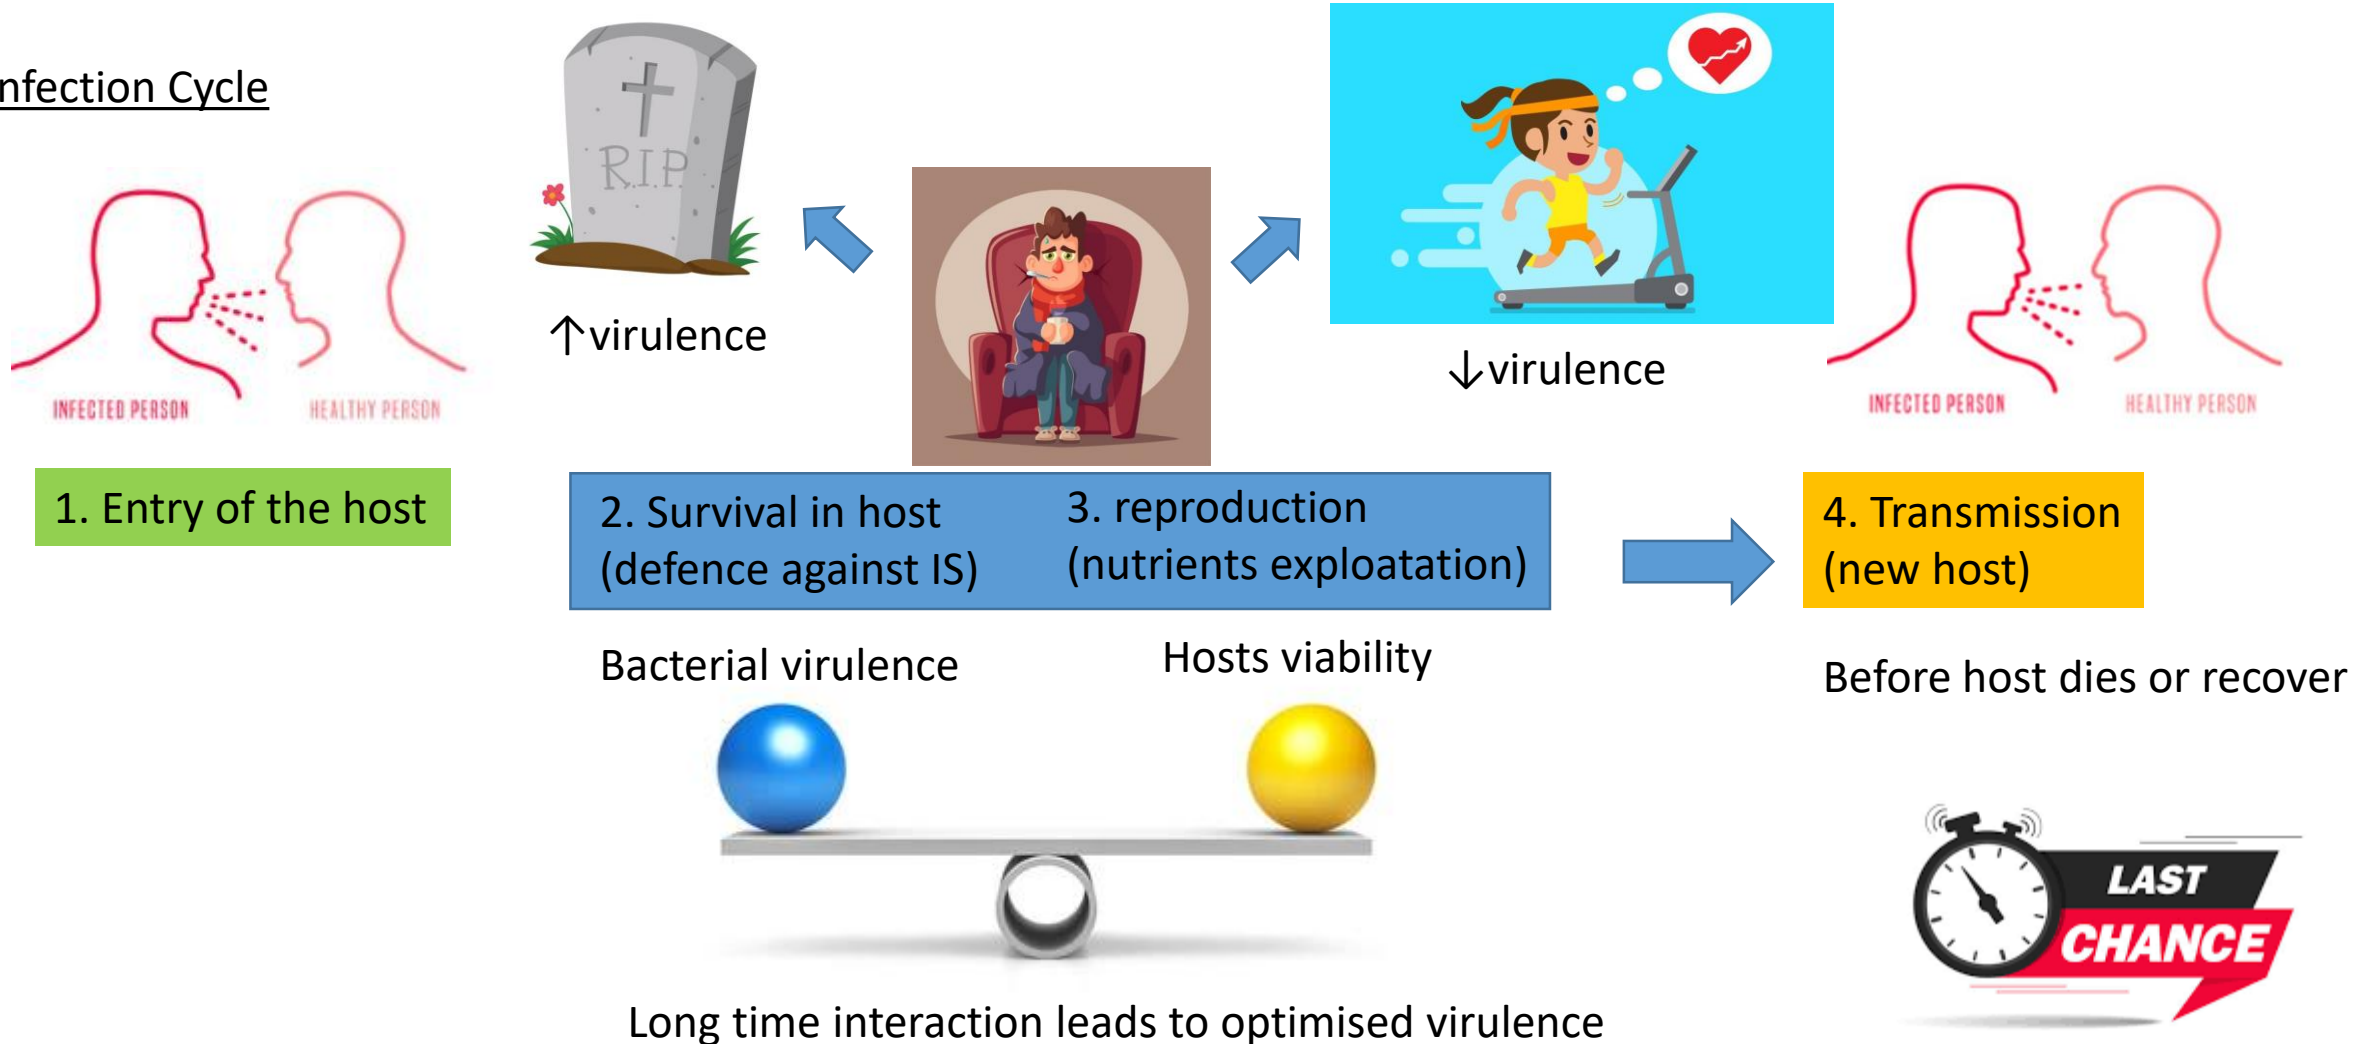 nfection Cycle
R.I.P
↑virulence
↓virulence
INFECTED PERSON
HEALTHY PERSON
INFECTED PERSON
HEALTHY PERSON
1. Entry of the host
2. Survival in host
(defence against IS)
3. reproduction
(nutrients exploatation)
4. Transmission
(new host)
Bacterial virulence
Hosts viability
Before host dies or recover
LAST
CHANCE
Long time interaction leads to optimised virulence